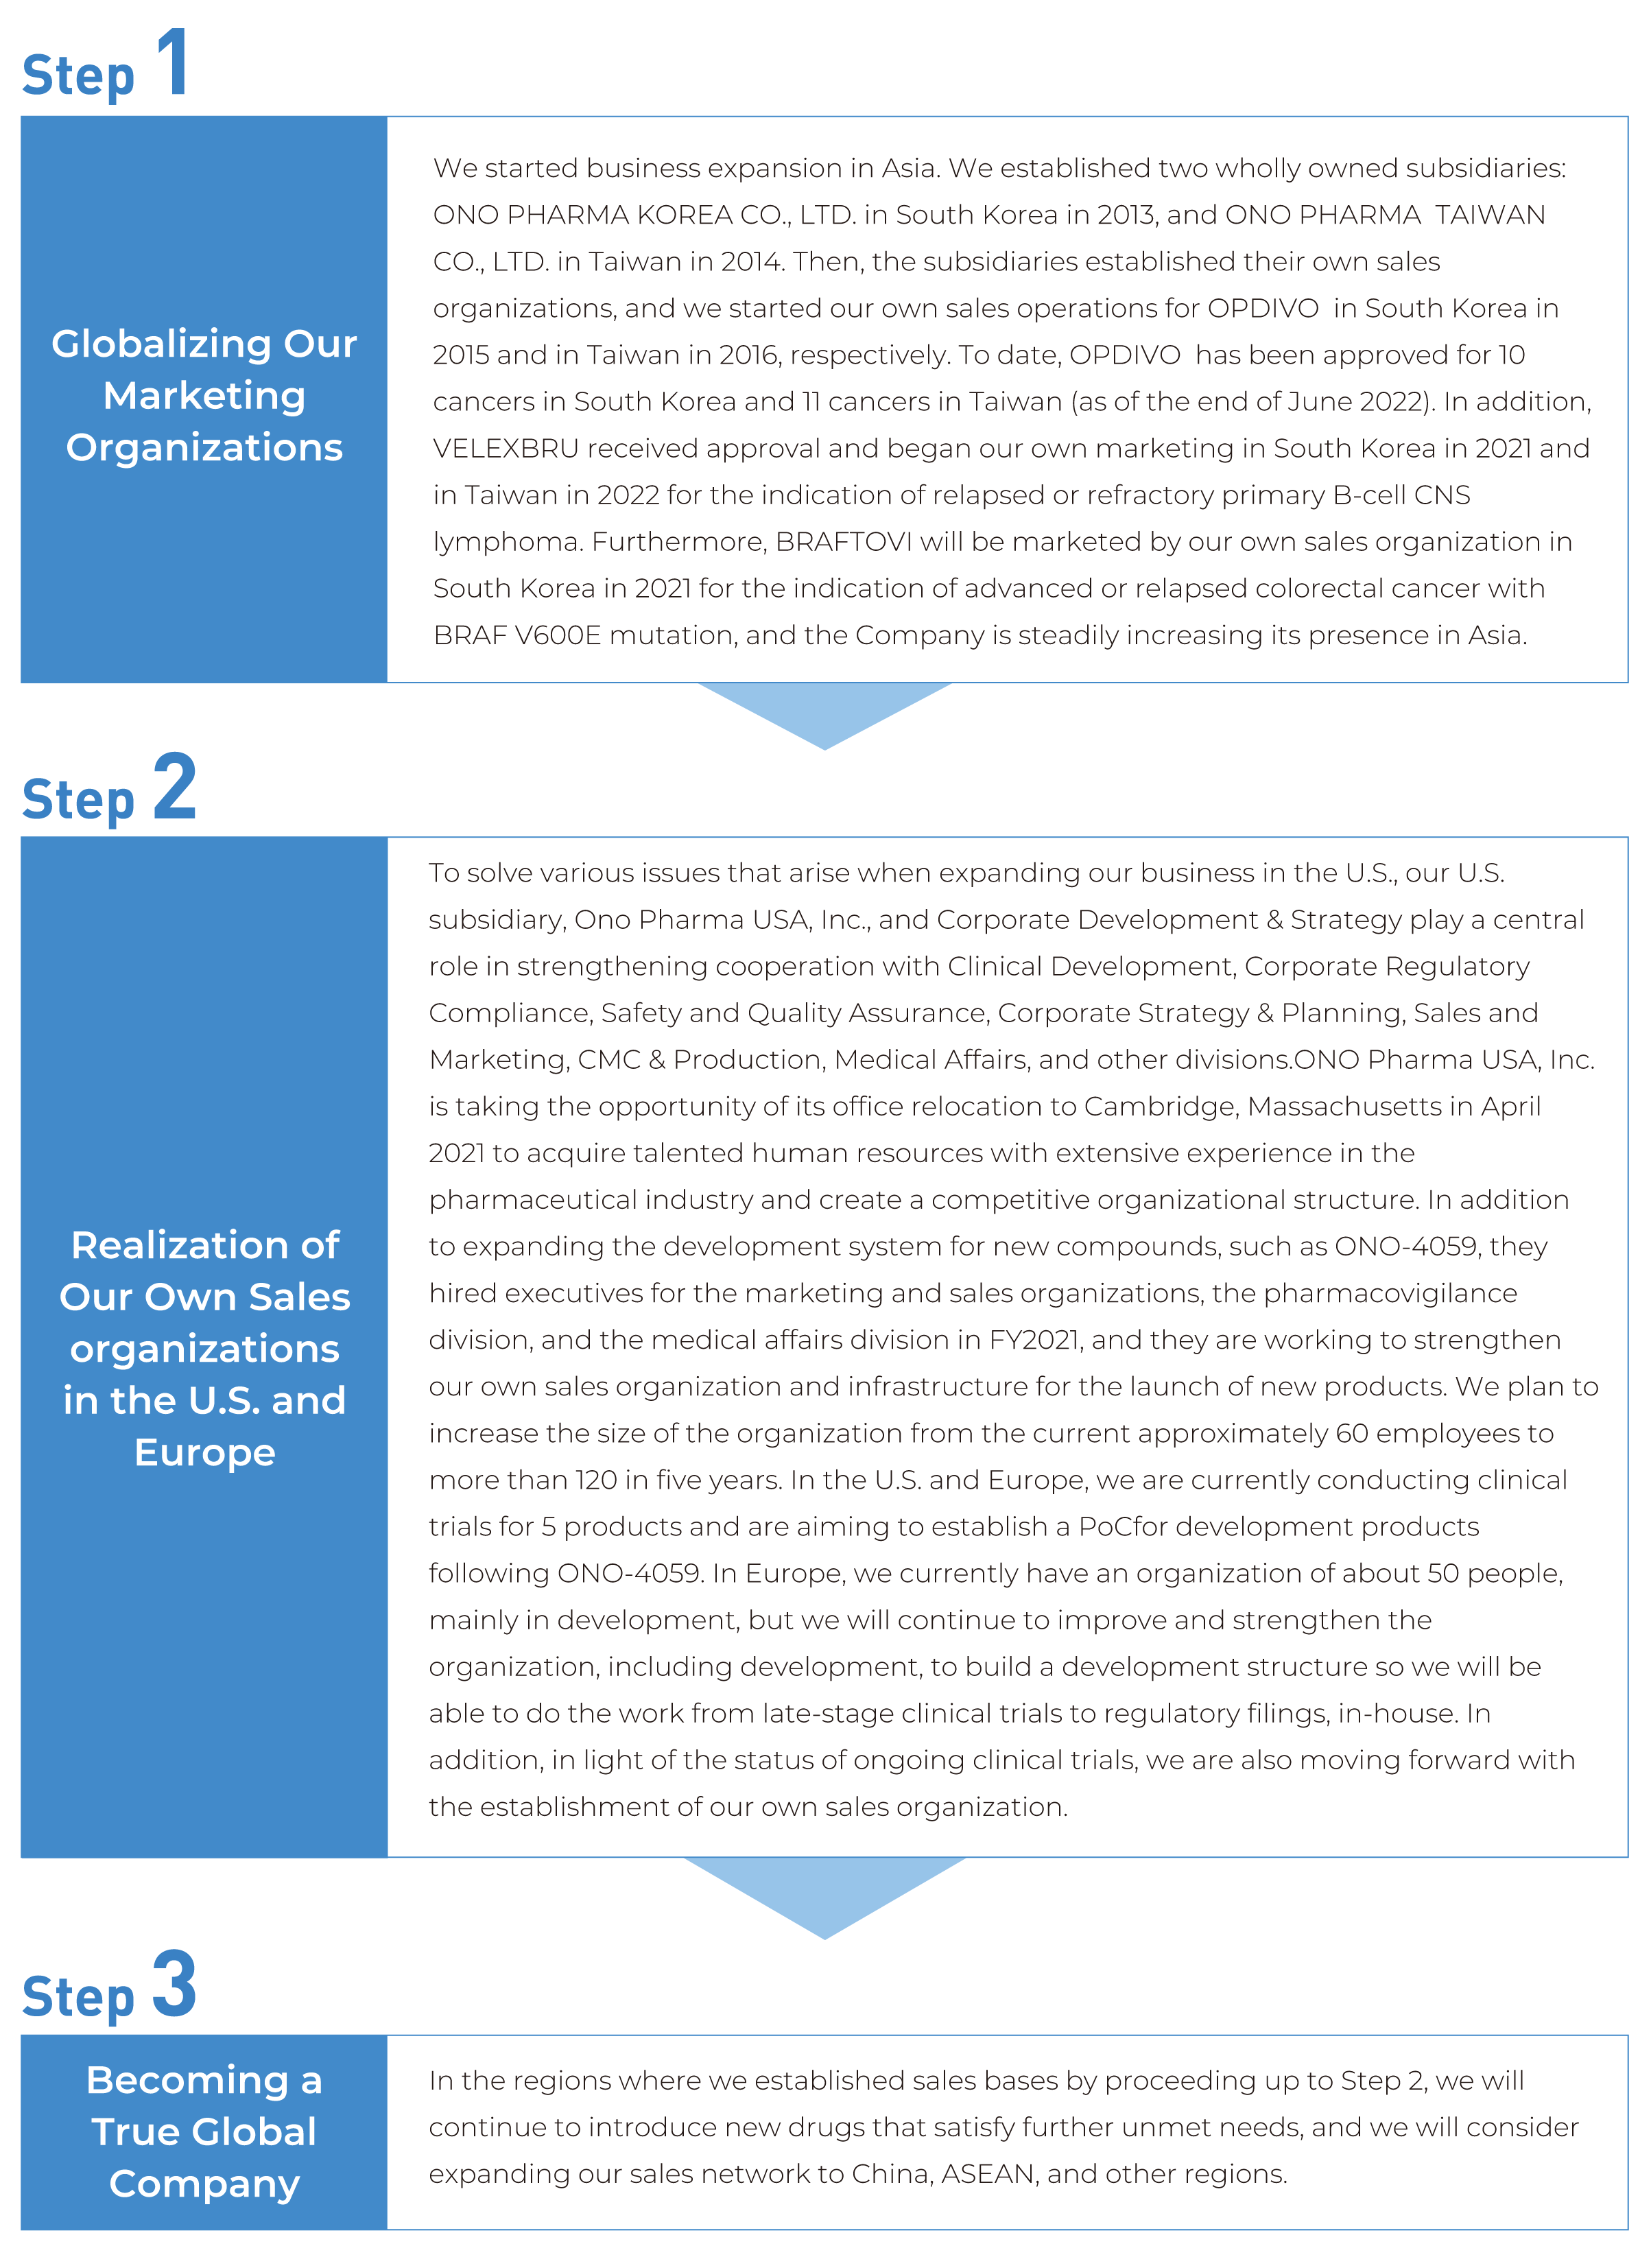 Step 1
Globalizing Our
Marketing
Organizations
We started business expansion in Asia. We established two wholly owned subsidiaries:
ONO PHARMA KOREA CO., LTD. in South Korea in 2013, and ONO PHARMA TAIWAN
CO., LTD. in Taiwan in 2014. Then, the subsidiaries established their own sales
organizations, and we started our own sales operations for OPDIVO in South Korea in
2015 and in Taiwan in 2016, respectively. To date, OPDIVO has been approved for 10
cancers in South Korea and 11 cancers in Taiwan (as of the end of June 2022). In addition,
VELEXBRU received approval and began our own marketing in South Korea in 2021 and
in Taiwan in 2022 for the indication of relapsed or refractory primary B-cell CNS
lymphoma. Furthermore, BRAFTOVI will be marketed by our own sales organization in
South Korea in 2021 for the indication of advanced or relapsed colorectal cancer with
BRAF V600E mutation, and the Company is steadily increasing its presence in Asia.
Step 2
Realization of
Our Own Sales
organizations
in the U.S. and
Europe
To solve various issues that arise when expanding our business in the U.S., our U.S.
subsidiary, Ono Pharma USA, Inc., and Corporate Development & Strategy play a central
role in strengthening cooperation with Clinical Development, Corporate Regulatory
Compliance, Safety and Quality Assurance, Corporate Strategy & Planning, Sales and
Marketing, CMC & Production, Medical Affairs, and other divisions.ONO Pharma USA, Inc.
is taking the opportunity of its office relocation to Cambridge, Massachusetts in April
2021 to acquire talented human resources with extensive experience in the
pharmaceutical industry and create a competitive organizational structure. In addition
to expanding the development system for new compounds, such as ONO-4059, they
hired executives for the marketing and sales organizations, the pharmacovigilance
division, and the medical affairs division in FY2021, and they are working to strengthen
our own sales organization and infrastructure for the launch of new products. We plan to
increase the size of the organization from the current approximately 60 employees to
more than 120 in five years. In the U.S. and Europe, we are currently conducting clinical
trials for 5 products and are aiming to establish a PoCfor development products
following ONO-4059. In Europe, we currently have an organization of about 50 people,
mainly in development, but we will continue to improve and strengthen the
organization, including development, to build a development structure so we will be
able to do the work from late-stage clinical trials to regulatory filings, in-house. In
addition, in light of the status of ongoing clinical trials, we are also moving forward with
the establishment of our own sales organization.
Step 3
Becoming a
True Global
Company
In the regions where we established sales bases by proceeding up to Step 2, we will
continue to introduce new drugs that satisfy further unmet needs, and we will consider
expanding our sales network to China, ASEAN, and other regions.